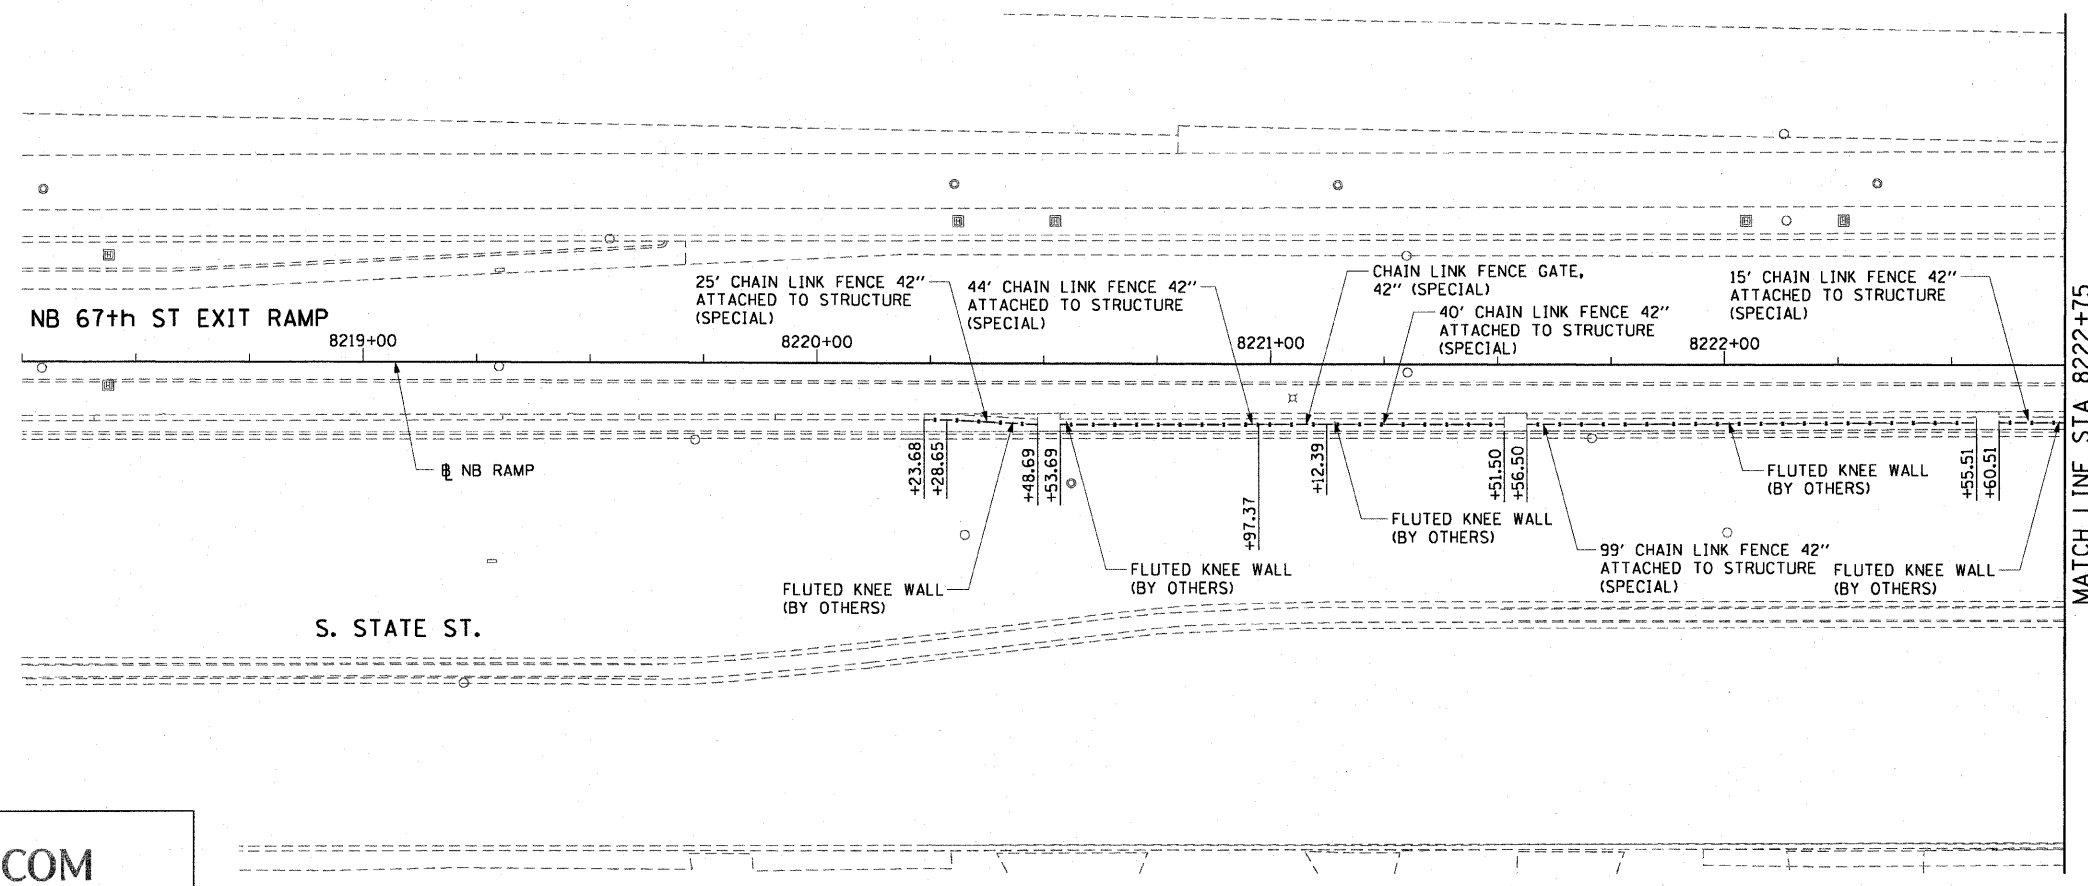 25' CHAIN LINK FENCE 42"
ATTACHED TO STRUCTURE
(SPECIAL)
44' CHAIN LINK FENCE 42"
ATTACHED TO STRUCTURE
(SPECIAL)
CHAIN LINK FENCE GATE,
42" (SPECIAL)
40' CHAIN LINK FENCE 42"
ATTACHED TO STRUCTURE
(SPECIAL)
15' CHAIN LINK FENCE 42"
ATTACHED TO STRUCTURE
(SPECIAL)
NB 67th ST EXIT RAMP
8219+00
8220+00
8221+00
8222+00
MATCH LINE STA 8222+75
℄ NB RAMP
+23.68
+28.65
+48.69
+53.69
+97.37
+12.39
+51.50
+56.50
+55.51
+60.51
FLUTED KNEE WALL
(BY OTHERS)
FLUTED KNEE WALL
(BY OTHERS)
FLUTED KNEE WALL
(BY OTHERS)
FLUTED KNEE WALL
(BY OTHERS)
99' CHAIN LINK FENCE 42"
ATTACHED TO STRUCTURE
(SPECIAL)
FLUTED KNEE WALL
(BY OTHERS)
S. STATE ST.
COM